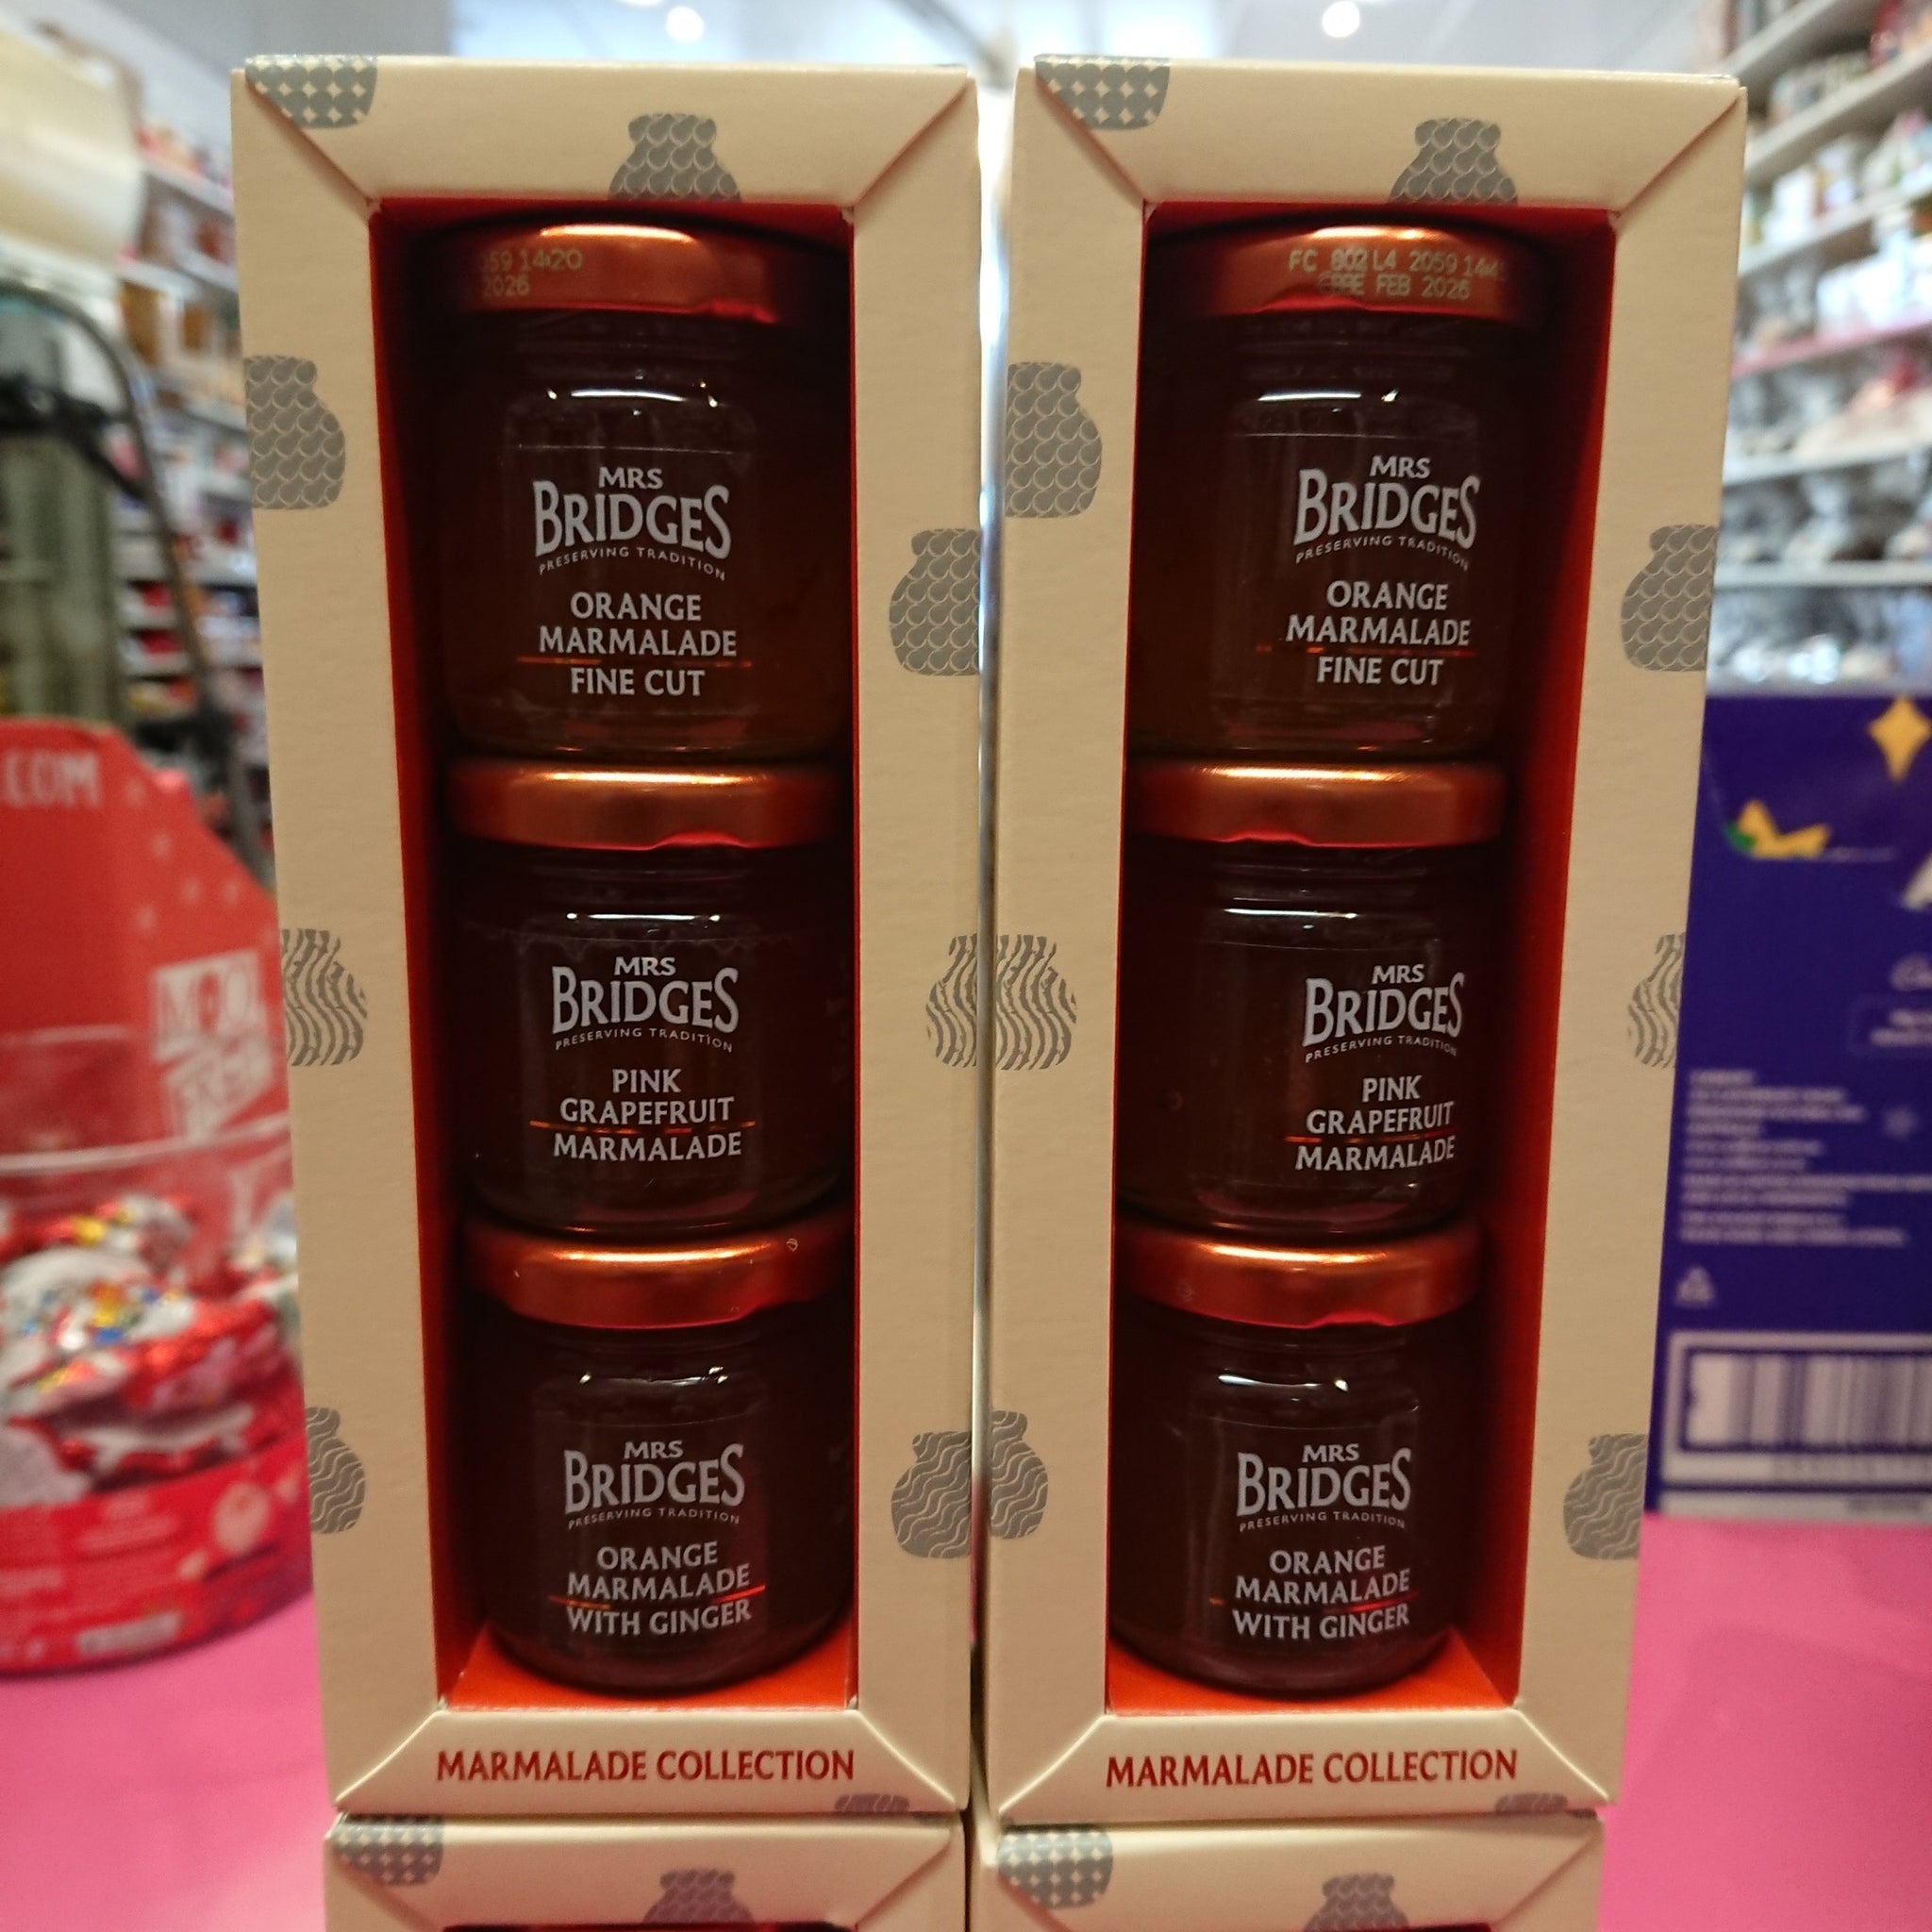 59 14:20
2026
MRS
BRIDGES
PRESERVING TRADITION
ORANGE
MARMALADE
FINE CUT
MRS
BRIDGES
PRESERVING TRADITION
PINK
GRAPEFRUIT
MARMALADE
MRS
BRIDGES
PRESERVING TRADITION
ORANGE
MARMALADE
WITH GINGER
MARMALADE COLLECTION
FC 802 L4 2059
FEB 2026
MRS
BRIDGES
PRESERVING TRADITION
ORANGE
MARMALADE
FINE CUT
MRS
BRIDGES
PRESERVING TRADITION
PINK
GRAPEFRUIT
MARMALADE
MRS
BRIDGES
PRESERVING TRADITION
ORANGE
MARMALADE
WITH GINGER
MARMALADE COLLECTION
.COM